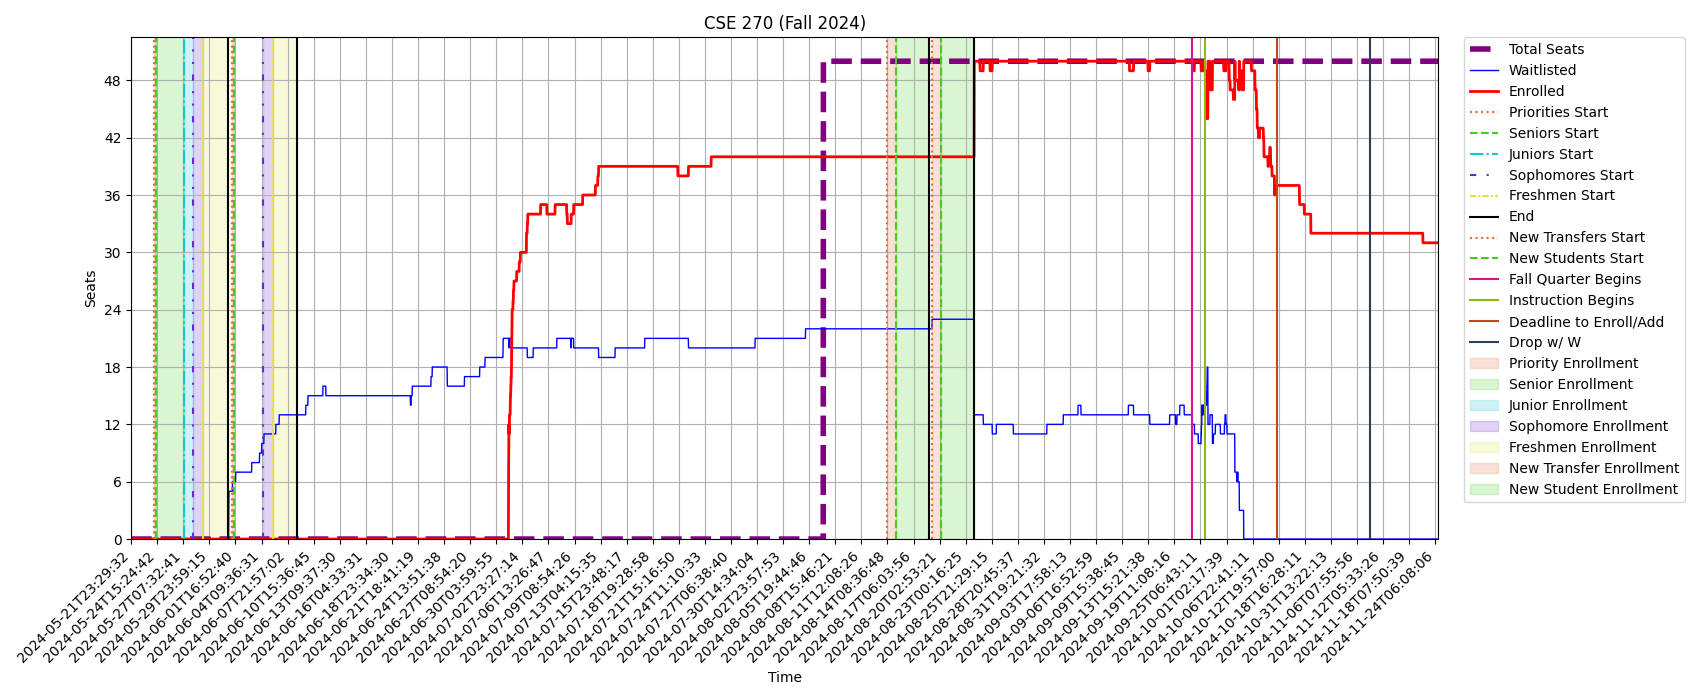 CSE 270 (Fall 2024)
Seats
48
42
36
30
24
18
12
6
0
2024-05-21T23:29:32
2024-05-24T15:24:42
2024-05-27T07:32:41
2024-05-29T23:59:15
2024-06-01T16:52:40
2024-06-04T09:36:31
2024-06-07T21:57:02
2024-06-10T15:36:45
2024-06-13T09:37:30
2024-06-16T04:33:31
2024-06-18T23:34:30
2024-06-21T18:41:19
2024-06-24T13:51:38
2024-06-27T08:54:20
2024-06-30T03:59:55
2024-07-02T23:27:14
2024-07-06T13:26:47
2024-07-09T08:54:26
2024-07-13T04:15:35
2024-07-15T23:48:17
2024-07-18T19:28:58
2024-07-21T15:16:50
2024-07-24T11:10:33
2024-07-27T06:38:40
2024-07-30T14:34:04
2024-08-02T23:57:53
2024-08-05T19:44:46
2024-08-08T15:46:21
2024-08-11T12:08:26
2024-08-14T08:36:48
2024-08-17T06:03:56
2024-08-20T02:53:21
2024-08-23T00:16:25
2024-08-25T21:29:15
2024-08-28T20:45:37
2024-08-31T19:21:32
2024-09-03T17:58:13
2024-09-06T16:52:59
2024-09-09T15:38:45
2024-09-13T15:21:38
2024-09-19T11:08:16
2024-09-25T06:43:11
2024-10-01T02:17:39
2024-10-06T22:41:11
2024-10-12T19:57:00
2024-10-18T16:28:11
2024-10-31T13:22:13
2024-11-06T07:55:56
2024-11-12T05:33:26
2024-11-18T07:50:39
2024-11-24T06:08:06
Time
Total Seats
Waitlisted
Enrolled
Priorities Start
Seniors Start
Juniors Start
Sophomores Start
Freshmen Start
End
New Transfers Start
New Students Start
Fall Quarter Begins
Instruction Begins
Deadline to Enroll/Add
Drop w/ W
Priority Enrollment
Senior Enrollment
Junior Enrollment
Sophomore Enrollment
Freshmen Enrollment
New Transfer Enrollment
New Student Enrollment